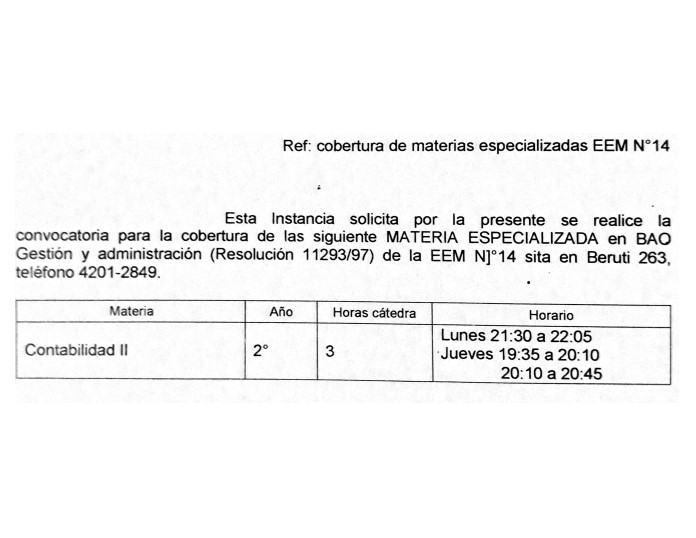 Ref: cobertura de materias especializadas EEM N°14
Esta Instancia solicita por la presente se realice la
convocatoria para la cobertura de las siguiente MATERIA ESPECIALIZADA en BAO
Gestión y administración (Resolución 11293/97) de la EEM N]°14 sita en Beruti 263,
teléfono 4201-2849.
Materia Año Horas cátedra Horario
Contabilidad II 2° 3 Lunes 21:30 a 22:05
Jueves 19:35 a 20:10
20:10 a 20:45